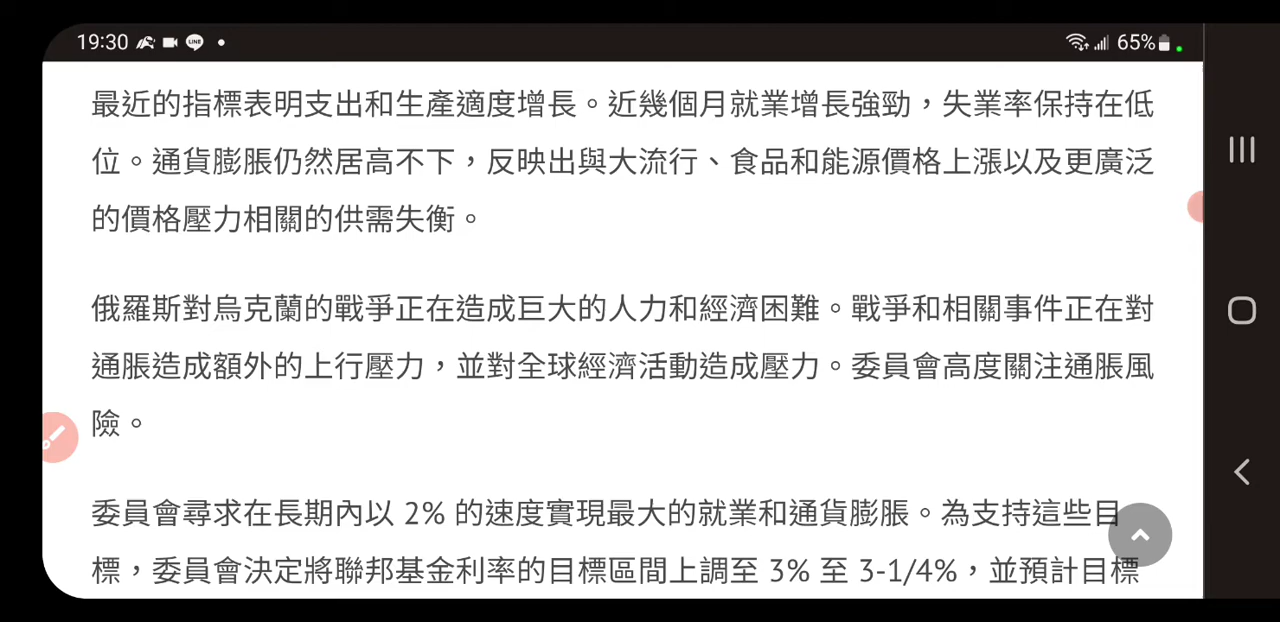 19:30 LINE 65%
最近的指標表明支出和生產適度增長。近幾個月就業增長強勁，失業率保持在低
位。通貨膨脹仍然居高不下，反映出與大流行、食品和能源價格上漲以及更廣泛
的價格壓力相關的供需失衡。
俄羅斯對烏克蘭的戰爭正在造成巨大的人力和經濟困難。戰爭和相關事件正在對
通脹造成額外的上行壓力，並對全球經濟活動造成壓力。委員會高度關注通脹風
險。
委員會尋求在長期內以 2% 的速度實現最大的就業和通貨膨脹。為支持這些目
標，委員會決定將聯邦基金利率的目標區間上調至 3% 至 3-1/4%，並預計目標